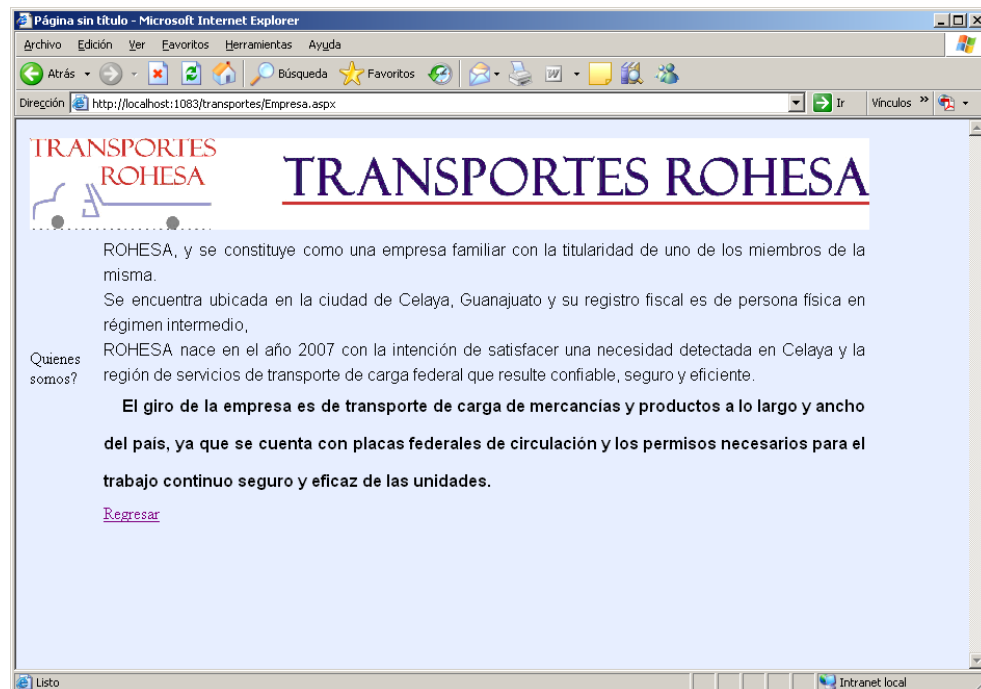 Página sin título - Microsoft Internet Explorer
Archivo Edición Ver Favoritos Herramientas Ayuda
Atrás Búsqueda Favoritos
Dirección http://localhost:1083/transportes/Empresa.aspx Ir Vínculos »
TRANSPORTES
ROHESA
TRANSPORTES ROHESA
ROHESA, y se constituye como una empresa familiar con la titularidad de uno de los miembros de la
misma.
Se encuentra ubicada en la ciudad de Celaya, Guanajuato y su registro fiscal es de persona física en
régimen intermedio,
Quienes
somos?
ROHESA nace en el año 2007 con la intención de satisfacer una necesidad detectada en Celaya y la
región de servicios de transporte de carga federal que resulte confiable, seguro y eficiente.
El giro de la empresa es de transporte de carga de mercancías y productos a lo largo y ancho
del país, ya que se cuenta con placas federales de circulación y los permisos necesarios para el
trabajo continuo seguro y eficaz de las unidades.
Regresar
Listo
Intranet local